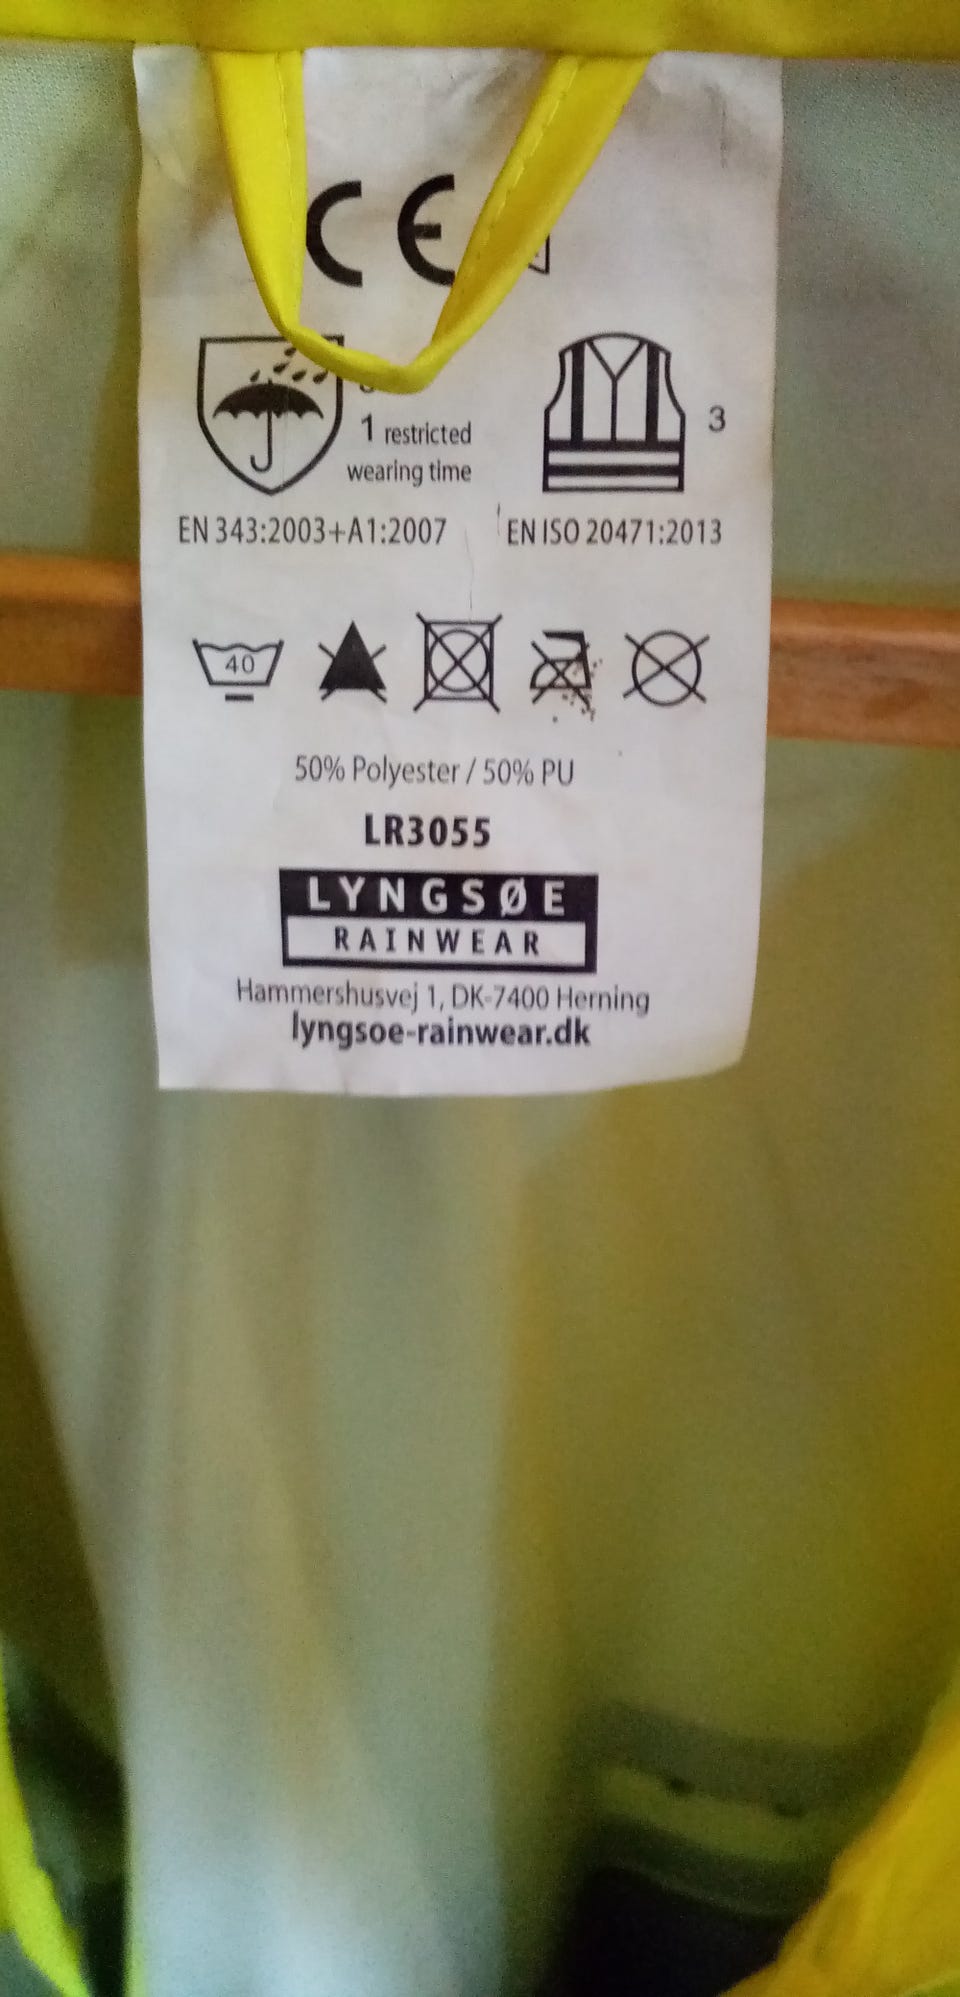 CE
3
1 restricted
wearing time
EN 343:2003+A1:2007
EN ISO 20471:2013
40
50% Polyester / 50% PU
LR3055
LYNGSØE
RAINWEAR
Hammershusvej 1, DK-7400 Herning
lyngsoe-rainwear.dk